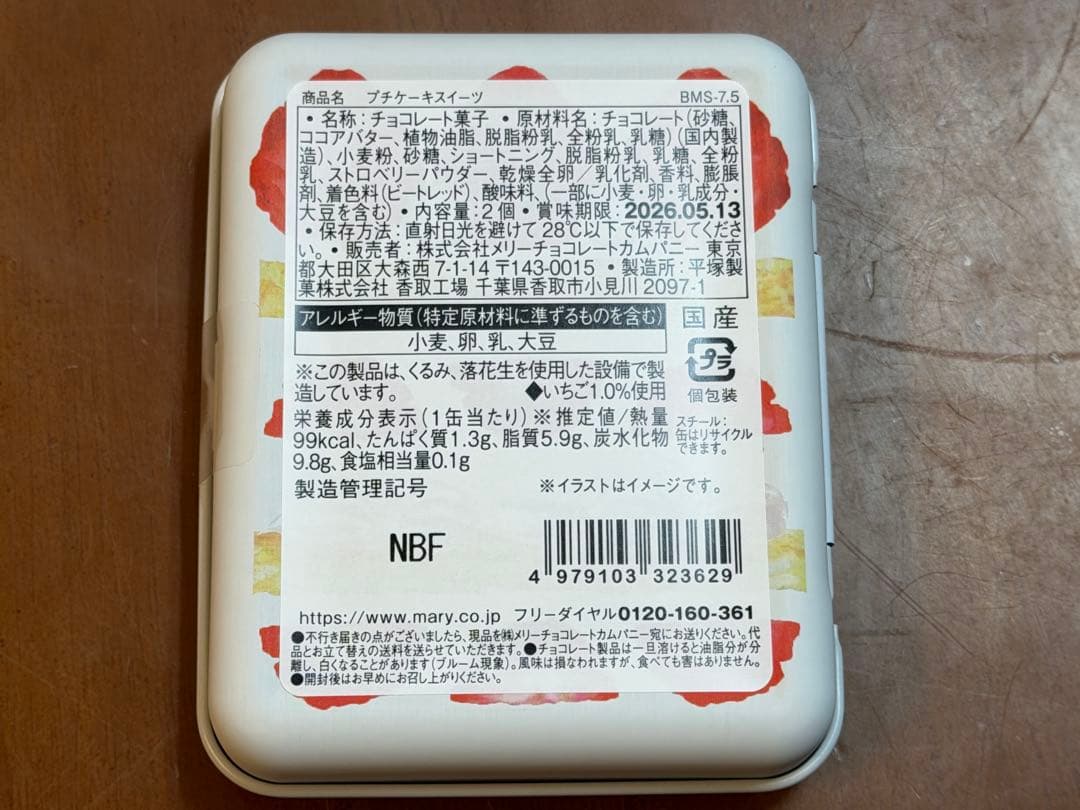 商品名 プチケーキスイーツ BMS-7.5
• 名称：チョコレート菓子 • 原材料名：チョコレート（砂糖、
ココアバター、植物油脂、脱脂粉乳、全粉乳、乳糖）（国内製
造）、小麦粉、砂糖、ショートニング、脱脂粉乳、乳糖、全粉
乳、ストロベリーパウダー、乾燥全卵／乳化剤、香料、膨脹
剤、着色料（ビートレッド）、酸味料、（一部に小麦・卵・乳成分・
大豆を含む） • 内容量：2個 • 賞味期限：2026.05.13
• 保存方法：直射日光を避けて28℃以下で保存してくださ
い。• 販売者：株式会社メリーチョコレートカムパニー 東京
都大田区大森西7-1-14 〒143-0015 • 製造所：平塚製
菓株式会社 香取工場 千葉県香取市小見川2097-1
アレルギー物質（特定原材料に準ずるものを含む）
小麦、卵、乳、大豆
国産
プラ
個包装
※この製品は、くるみ、落花生を使用した設備で製
造しています。 ◆いちご1.0%使用
栄養成分表示（1缶当たり）※推定値/熱量
99kcal、たんぱく質1.3g、脂質5.9g、炭水化物
9.8g、食塩相当量0.1g
スチール：
缶はリサイクル
できます。
製造管理記号 ※イラストはイメージです。
NBF
4 979103 323629
https://www.mary.co.jp フリーダイヤル0120-160-361
●不行き届きの点がございましたら、現品を㈱メリーチョコレートカムパニー宛にお送りください。代
品とお立て替えの送料を送らせていただきます。●チョコレート製品は一旦溶けると油脂分が分
離し、白くなることがあります（ブルーム現象）。風味は損なわれますが、食べても害はありません。
●開封後はお早めにお召し上がりください。